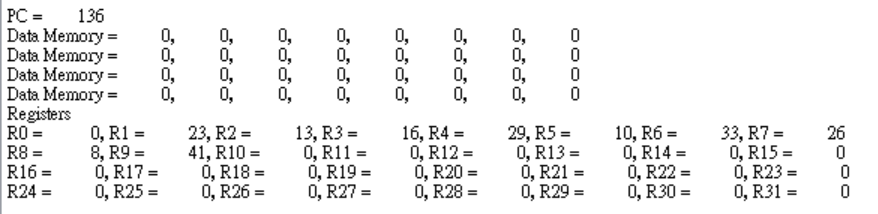 PC = 136
Data Memory = 0, 0, 0, 0, 0, 0, 0, 0
Data Memory = 0, 0, 0, 0, 0, 0, 0, 0
Data Memory = 0, 0, 0, 0, 0, 0, 0, 0
Data Memory = 0, 0, 0, 0, 0, 0, 0, 0
Registers
R0 = 0, R1 = 23, R2 = 13, R3 = 16, R4 = 29, R5 = 10, R6 = 33, R7 = 26
R8 = 8, R9 = 41, R10 = 0, R11 = 0, R12 = 0, R13 = 0, R14 = 0, R15 = 0
R16 = 0, R17 = 0, R18 = 0, R19 = 0, R20 = 0, R21 = 0, R22 = 0, R23 = 0
R24 = 0, R25 = 0, R26 = 0, R27 = 0, R28 = 0, R29 = 0, R30 = 0, R31 = 0